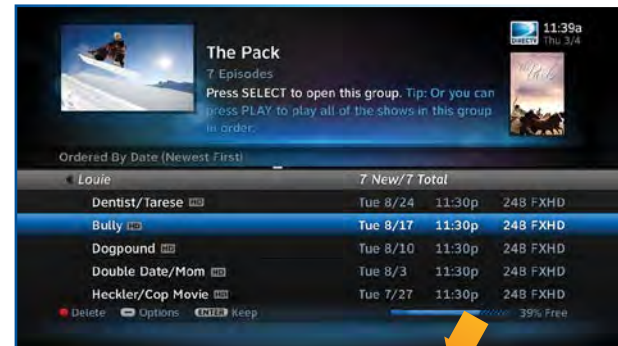 11:39a
DIRECTV Thu 3/4
The Pack
7 Episodes
Press SELECT to open this group. Tip: Or you can
press PLAY to play all of the shows in this group
in order.
Ordered By Date (Newest First)
Louie 7 New/7 Total
Dentist/Tarese HD Tue 8/24 11:30p 248 FXHD
Bully HD Tue 8/17 11:30p 248 FXHD
Dogpound HD Tue 8/10 11:30p 248 FXHD
Double Date/Mom HD Tue 8/3 11:30p 248 FXHD
Heckler/Cop Movie HD Tue 7/27 11:30p 248 FXHD
Delete Options ENTER Keep 39% Free